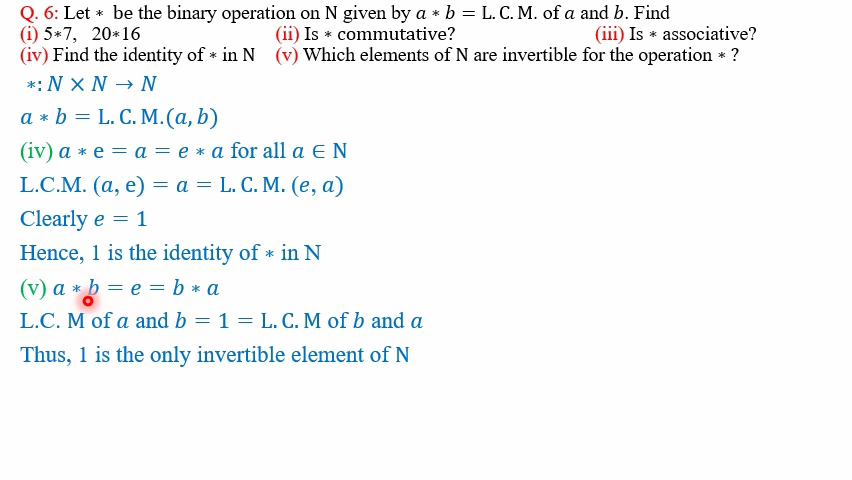 Q. 6: Let * be the binary operation on N given by a * b = L. C. M. of a and b. Find
(i) 5*7, 20*16 (ii) Is * commutative? (iii) Is * associative?
(iv) Find the identity of * in N (v) Which elements of N are invertible for the operation * ?
*: N × N → N
a * b = L. C. M.(a, b)
(iv) a * e = a = e * a for all a ∈ N
L.C.M. (a, e) = a = L. C. M. (e, a)
Clearly e = 1
Hence, 1 is the identity of * in N
(v) a * b = e = b * a
L.C. M of a and b = 1 = L. C. M of b and a
Thus, 1 is the only invertible element of N